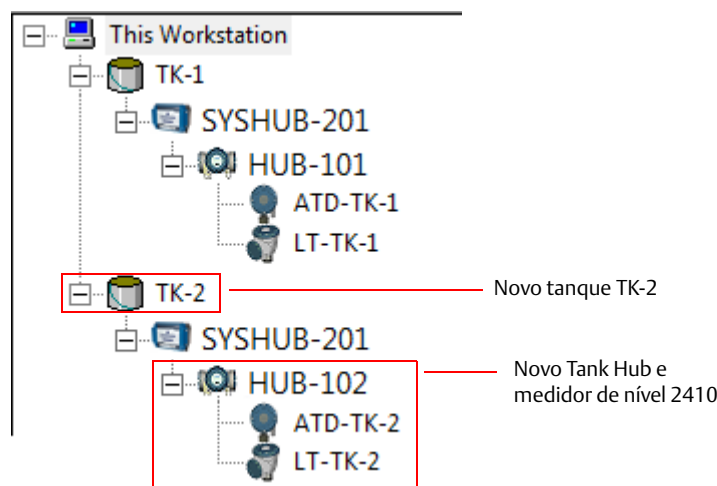 This Workstation
TK-1
SYSHUB-201
HUB-101
ATD-TK-1
LT-TK-1
TK-2
Novo tanque TK-2
SYSHUB-201
HUB-102
Novo Tank Hub e
medidor de nível 2410
ATD-TK-2
LT-TK-2